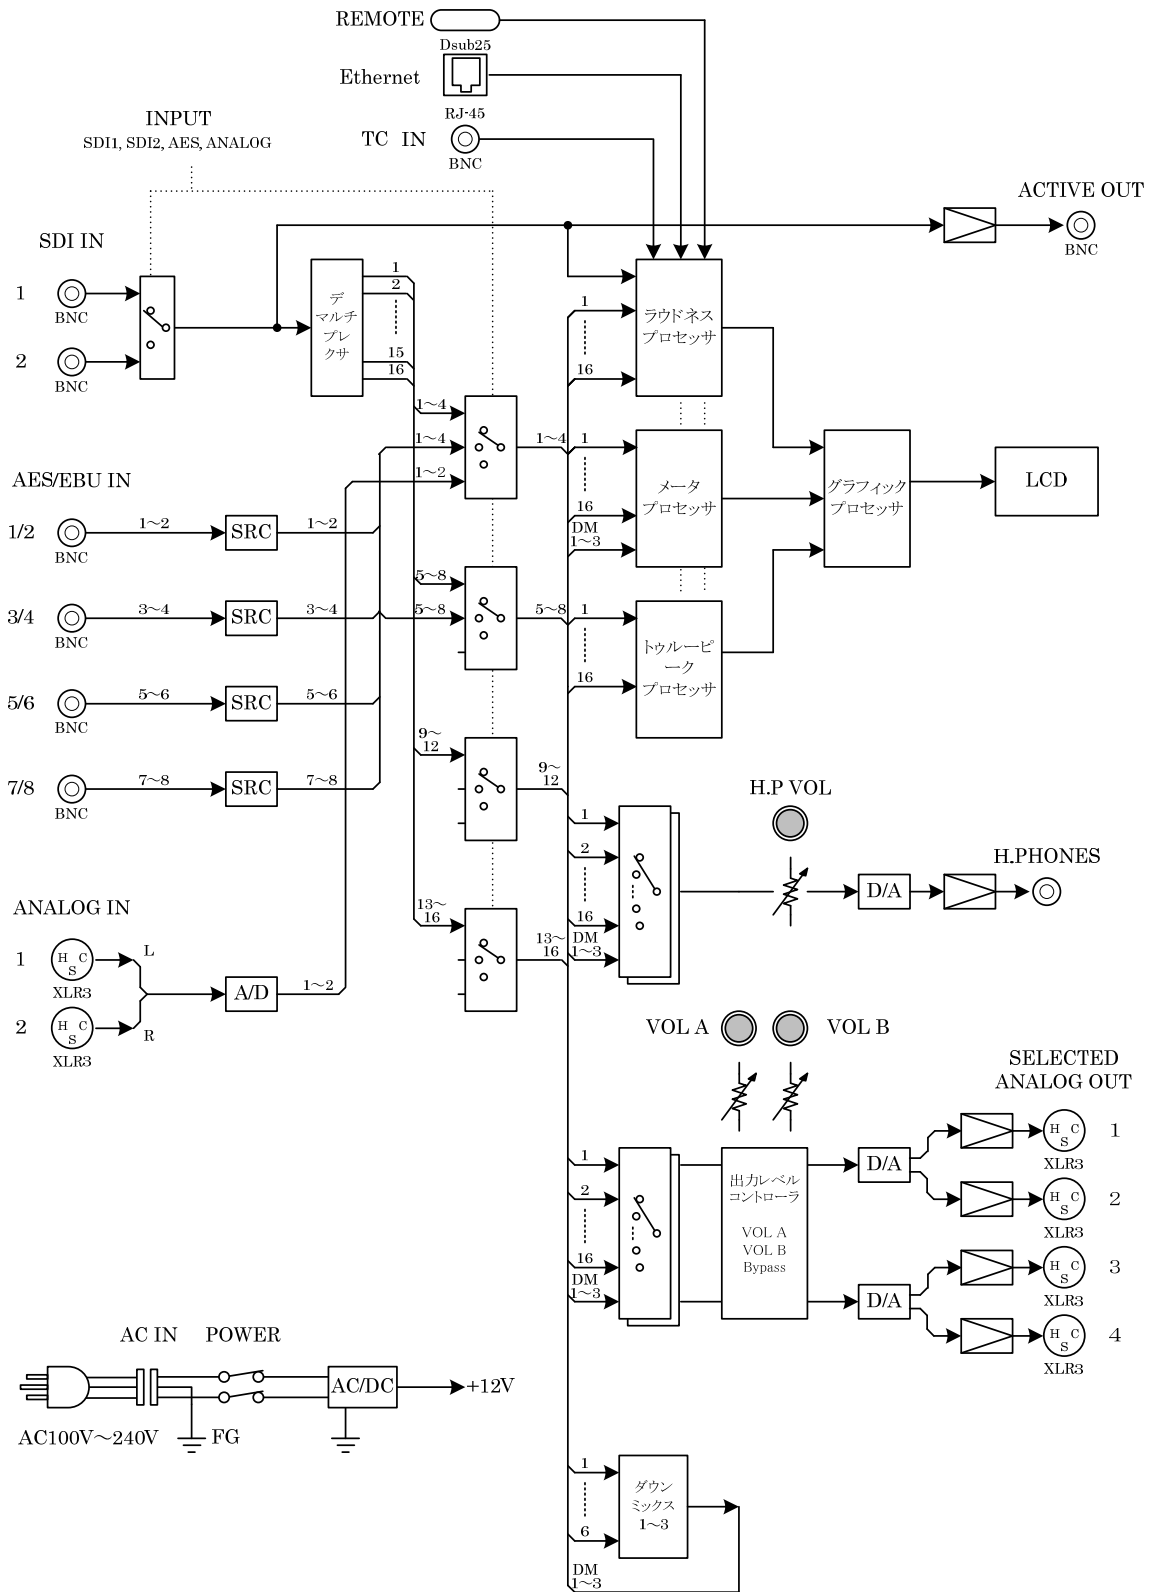 REMOTE
Dsub25
Ethernet
RJ-45
TC IN
BNC
INPUT
SDI1, SDI2, AES, ANALOG
ACTIVE OUT
BNC
SDI IN
1
BNC
2
BNC
デ
マルチ
プレ
クサ
1
2
15
16
1
16
ラウドネス
プロセッサ
1～4
1～4
1～2
1～4
1
16
DM
1～3
メータ
プロセッサ
グラフィック
プロセッサ
LCD
AES/EBU IN
1/2
BNC
1～2
SRC
1～2
3/4
BNC
3～4
SRC
3～4
5～8
5～8
5～8
1
16
トゥルーピ
ーク
プロセッサ
5/6
BNC
5～6
SRC
5～6
7/8
BNC
7～8
SRC
7～8
9～
12
9～
12
H.P VOL
1
2
16
DM
1～3
D/A
H.PHONES
ANALOG IN
1
H C
S
XLR3
L
2
H C
S
XLR3
R
A/D
1～2
13～
16
13～
16
VOL A
VOL B
SELECTED
ANALOG OUT
1
2
16
DM
1～3
出力レベル
コントローラ
VOL A
VOL B
Bypass
D/A
D/A
H C
S
XLR3
1
H C
S
XLR3
2
H C
S
XLR3
3
H C
S
XLR3
4
AC IN
POWER
AC/DC
+12V
AC100V～240V
FG
1
6
DM
1～3
ダウン
ミックス
1～3